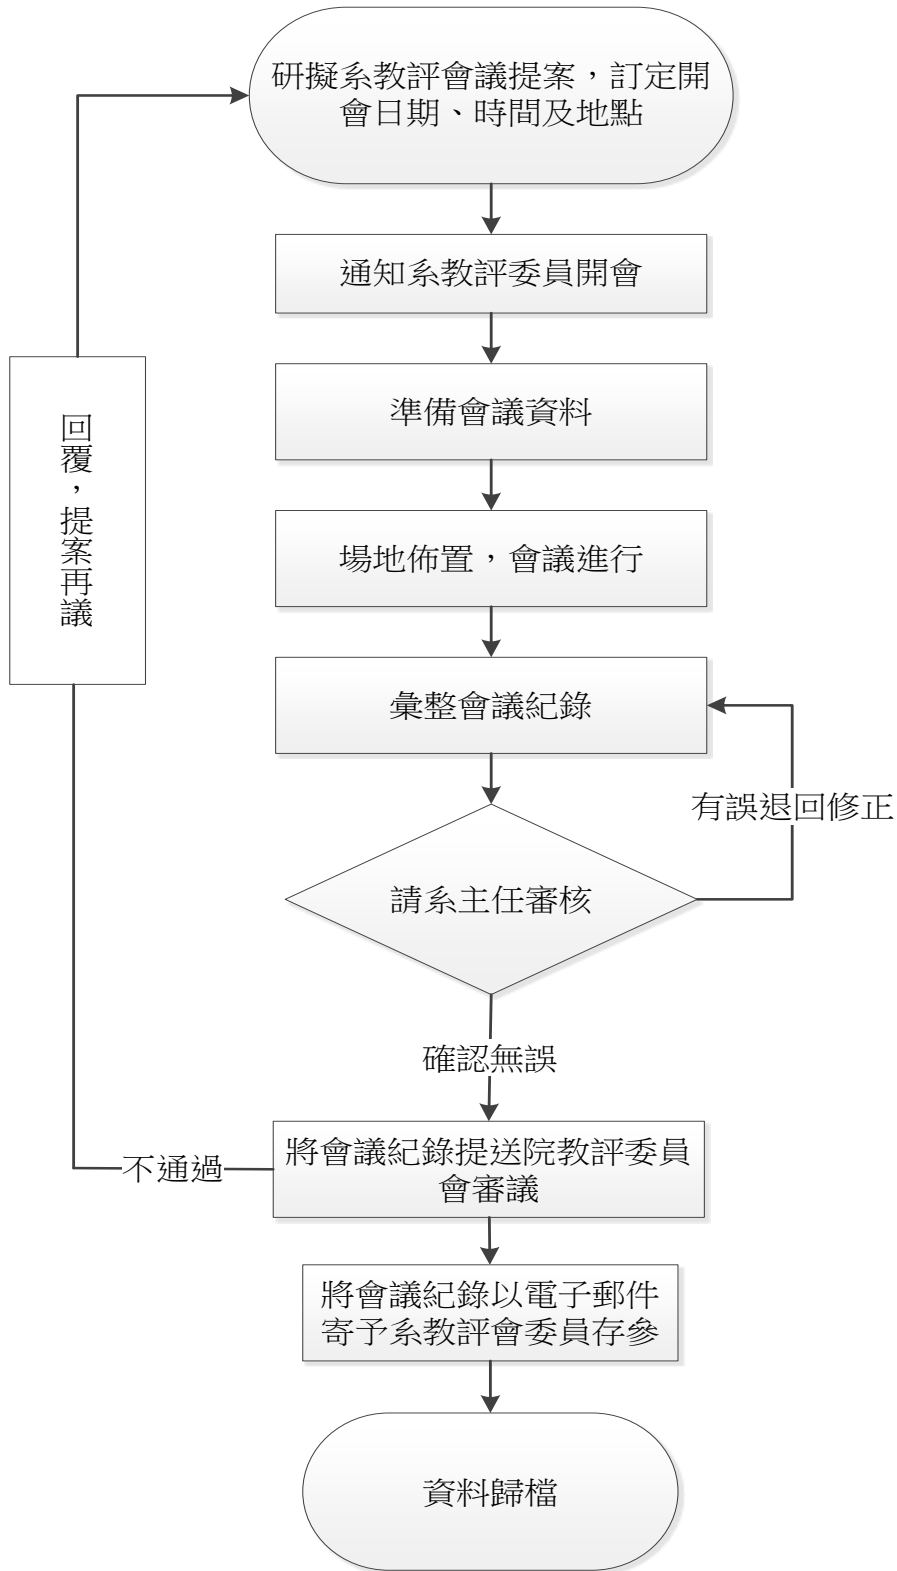 研擬系教評會議提案，訂定開
會日期、時間及地點
通知系教評委員開會
準備會議資料
場地佈置，會議進行
彙整會議紀錄
有誤退回修正
請系主任審核
確認無誤
將會議紀錄提送院教評委員
會審議
不通過
回覆，提案再議
將會議紀錄以電子郵件
寄予系教評會委員存參
資料歸檔